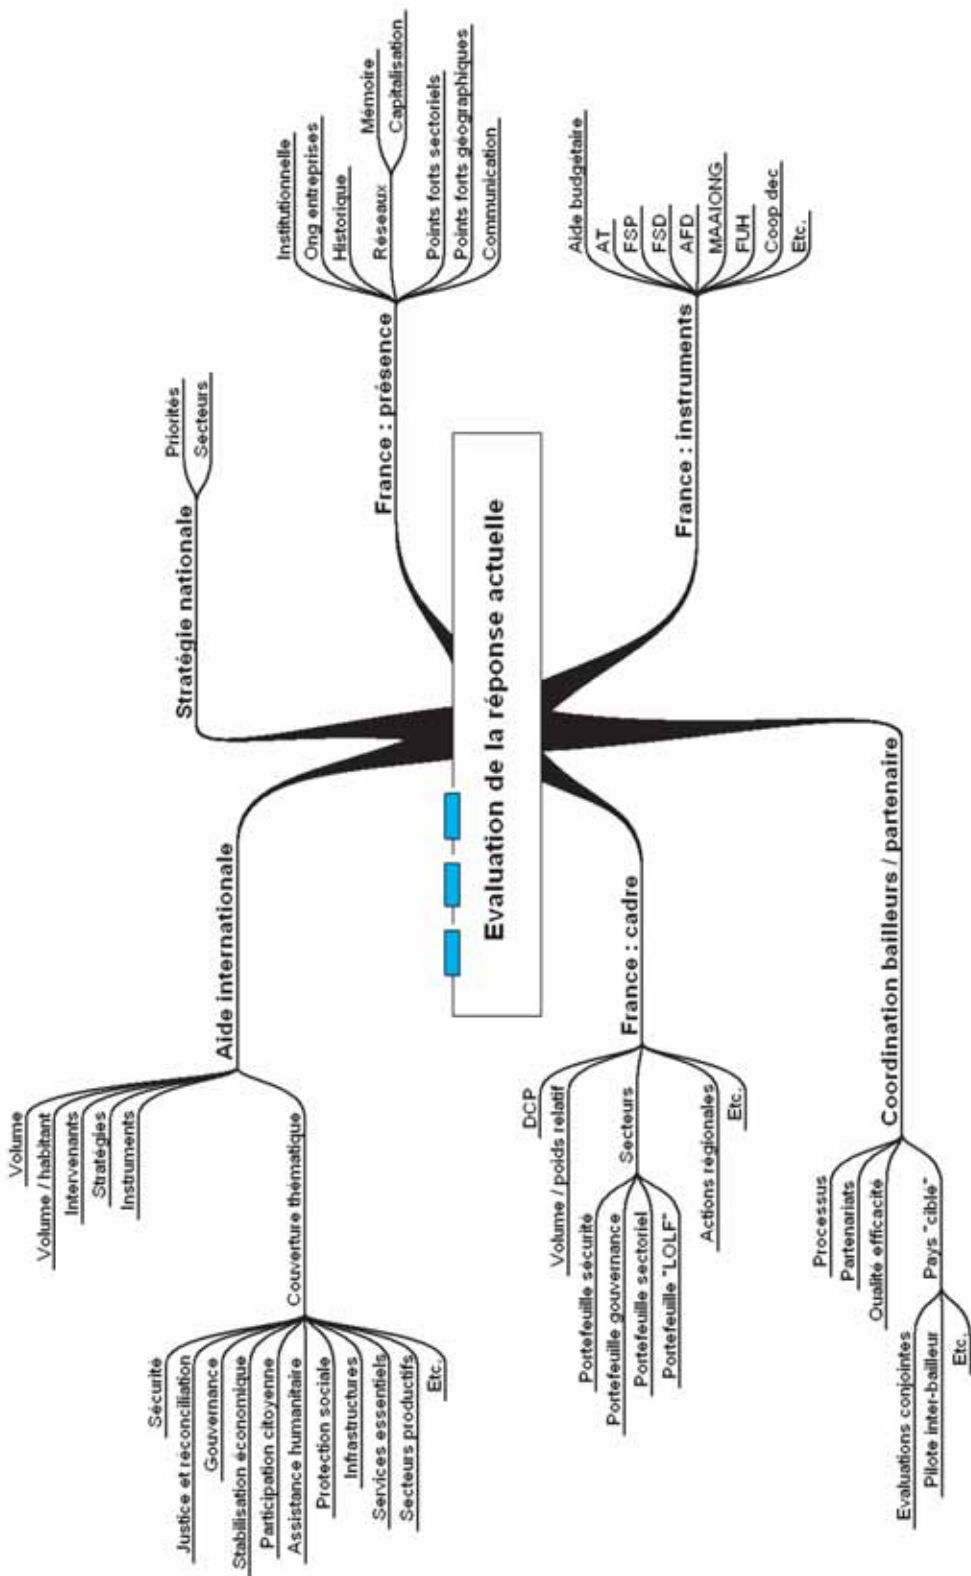 Evaluation de la réponse actuelle
Aide internationale
Volume
Volume / habitant
Intervenants
Stratégies
Instruments
Couverture thématique
Sécurité
Justice et réconciliation
Gouvernance
Stabilisation économique
Participation citoyenne
Assistance humanitaire
Protection sociale
Infrastructures
Services essentiels
Secteurs productifs
Etc.
Stratégie nationale
Priorités
Secteurs
France : présence
Institutionnelle
Ong entreprises
Historique
Réseaux
Mémoire
Capitalisation
Points forts sectoriels
Points forts géographiques
Communication
France : instruments
Aide budgétaire
AT
FSP
FSD
AFD
MAAIONG
FUH
Coop dec
Etc.
France : cadre
DCP
Volume / poids relatif
Secteurs
Portefeuille sécurité
Portefeuille gouvernance
Portefeuille sectoriel
Portefeuille "LOLF"
Actions régionales
Etc.
Coordination bailleurs / partenaire
Processus
Partenariats
Qualité efficacité
Pays "cible"
Evaluations conjointes
Pilote inter-bailleur
Etc.